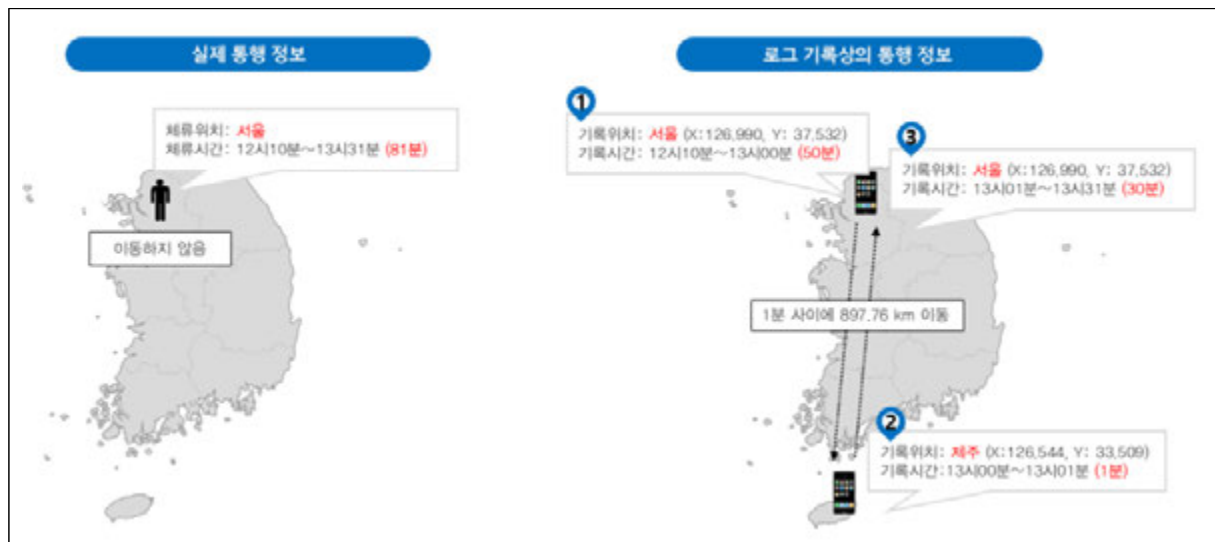 실제 통행 정보
체류위치: 서울
체류시간: 12시10분~13시31분 (81분)
이동하지 않음
로그 기록상의 통행 정보
1
기록위치: 서울 (X:126,990, Y: 37,532)
기록시간: 12시10분~13시00분 (50분)
3
기록위치: 서울 (X:126,990, Y: 37,532)
기록시간: 13시01분~13시31분 (30분)
1분 사이에 897.76 km 이동
2
기록위치: 제주 (X:126,544, Y: 33,509)
기록시간:13시00분~13시01분 (1분)